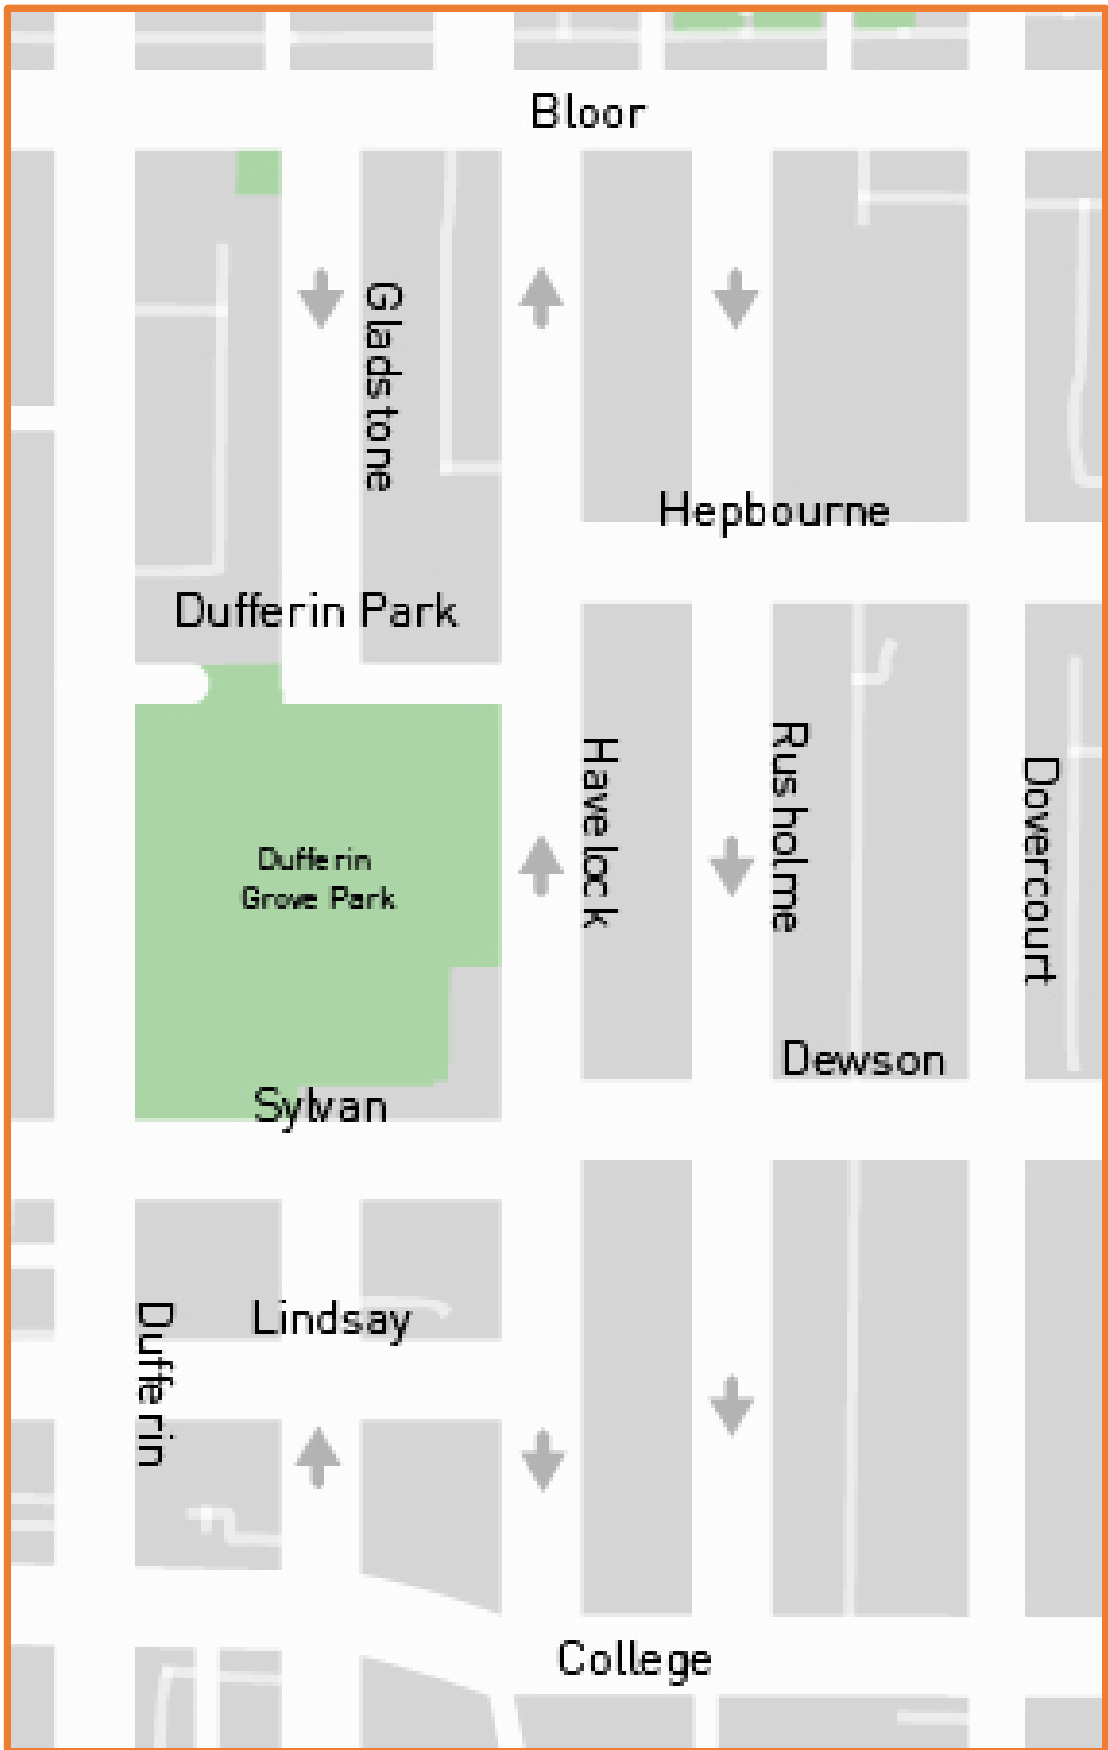 Bloor
Gladstone
Hepbourne
Dufferin Park
Havelock
Rusholme
Dovercourt
Dufferin
Grove Park
Dewson
Sylvan
Dufferin
Lindsay
College